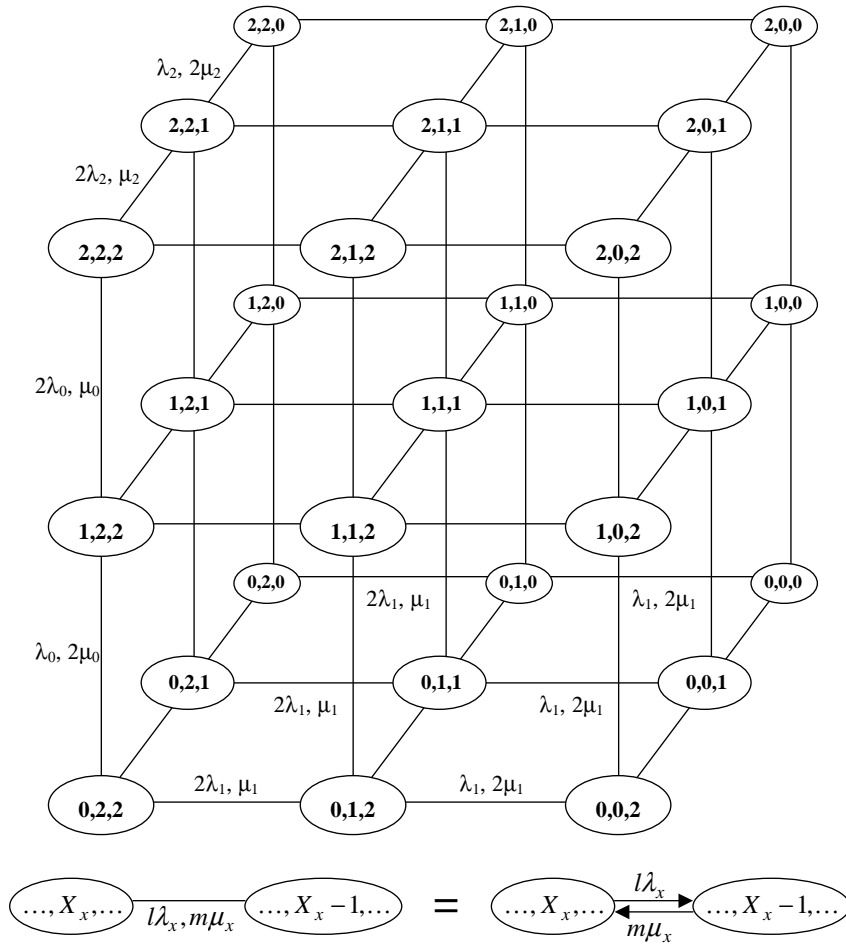 2,2,0 2,1,0 2,0,0
λ₂, 2μ₂
2,2,1 2,1,1 2,0,1
2λ₂, μ₂
2,2,2 2,1,2 2,0,2
1,2,0 1,1,0 1,0,0
2λ₀, μ₀
1,2,1 1,1,1 1,0,1
1,2,2 1,1,2 1,0,2
0,2,0 0,1,0 0,0,0
2λ₁, μ₁ λ₁, 2μ₁
λ₀, 2μ₀
0,2,1 0,1,1 0,0,1
2λ₁, μ₁ λ₁, 2μ₁
2λ₁, μ₁ λ₁, 2μ₁
0,2,2 0,1,2 0,0,2
..., Xₓ,... lλₓ, mμₓ ..., Xₓ −1,... = ..., Xₓ,... lλₓ mμₓ ..., Xₓ −1,...